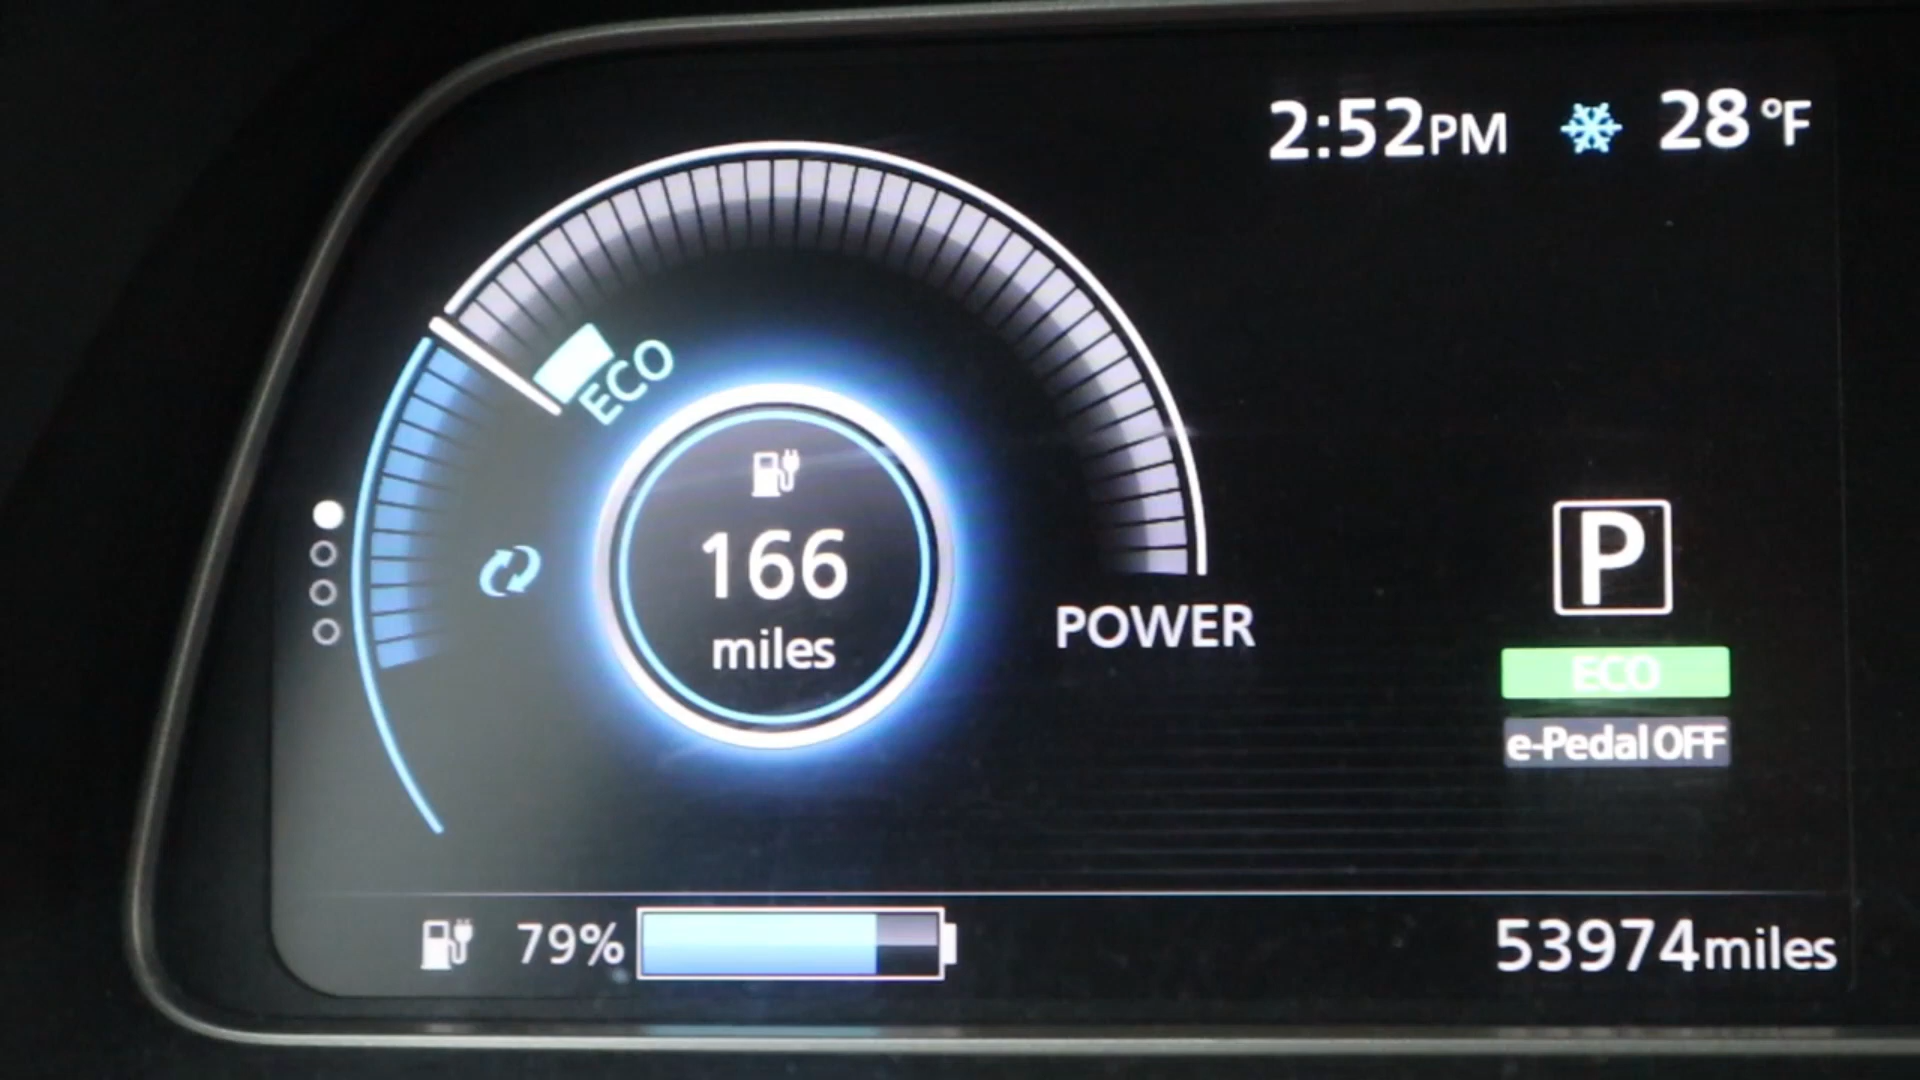 2:52PM 28°F
ECO
166
miles
POWER
P
ECO
e-Pedal OFF
79% 53974miles